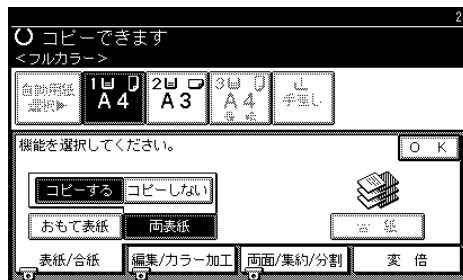 2
コピーできます
<フルカラー>
自動用紙
選択▶
1
A4
2
A3
3
A4
手差し
機能を選択してください。
OK
コピーする コピーしない
おもて表紙 両表紙 合紙
表紙/合紙 編集/カラー加工 両面/集約/分割 変倍